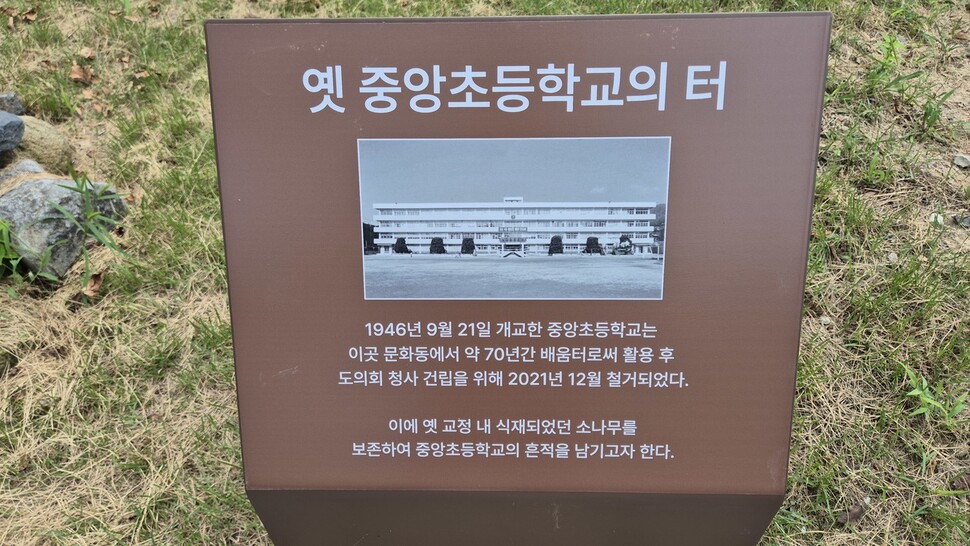 옛 중앙초등학교의 터
1946년 9월 21일 개교한 중앙초등학교는
이곳 문화동에서 약 70년간 배움터로써 활용 후
도의회 청사 건립을 위해 2021년 12월 철거되었다.
이에 옛 교정 내 식재되었던 소나무를
보존하여 중앙초등학교의 흔적을 남기고자 한다.